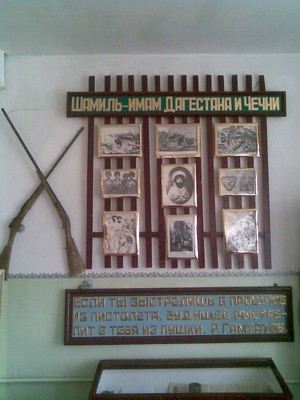 ШАМИЛЬ-ИМАМ ДАГЕСТАНА И ЧЕЧНИ
ЕСЛИ ТЫ ВЫСТРЕЛИШЬ В ПРОШЛОЕ
ИЗ ПИСТОЛЕТА, БУДУЩЕЕ ВЫСТРЕ-
ЛИТ В ТЕБЯ ИЗ ПУШКИ. Р. ГАМЗАТОВ.